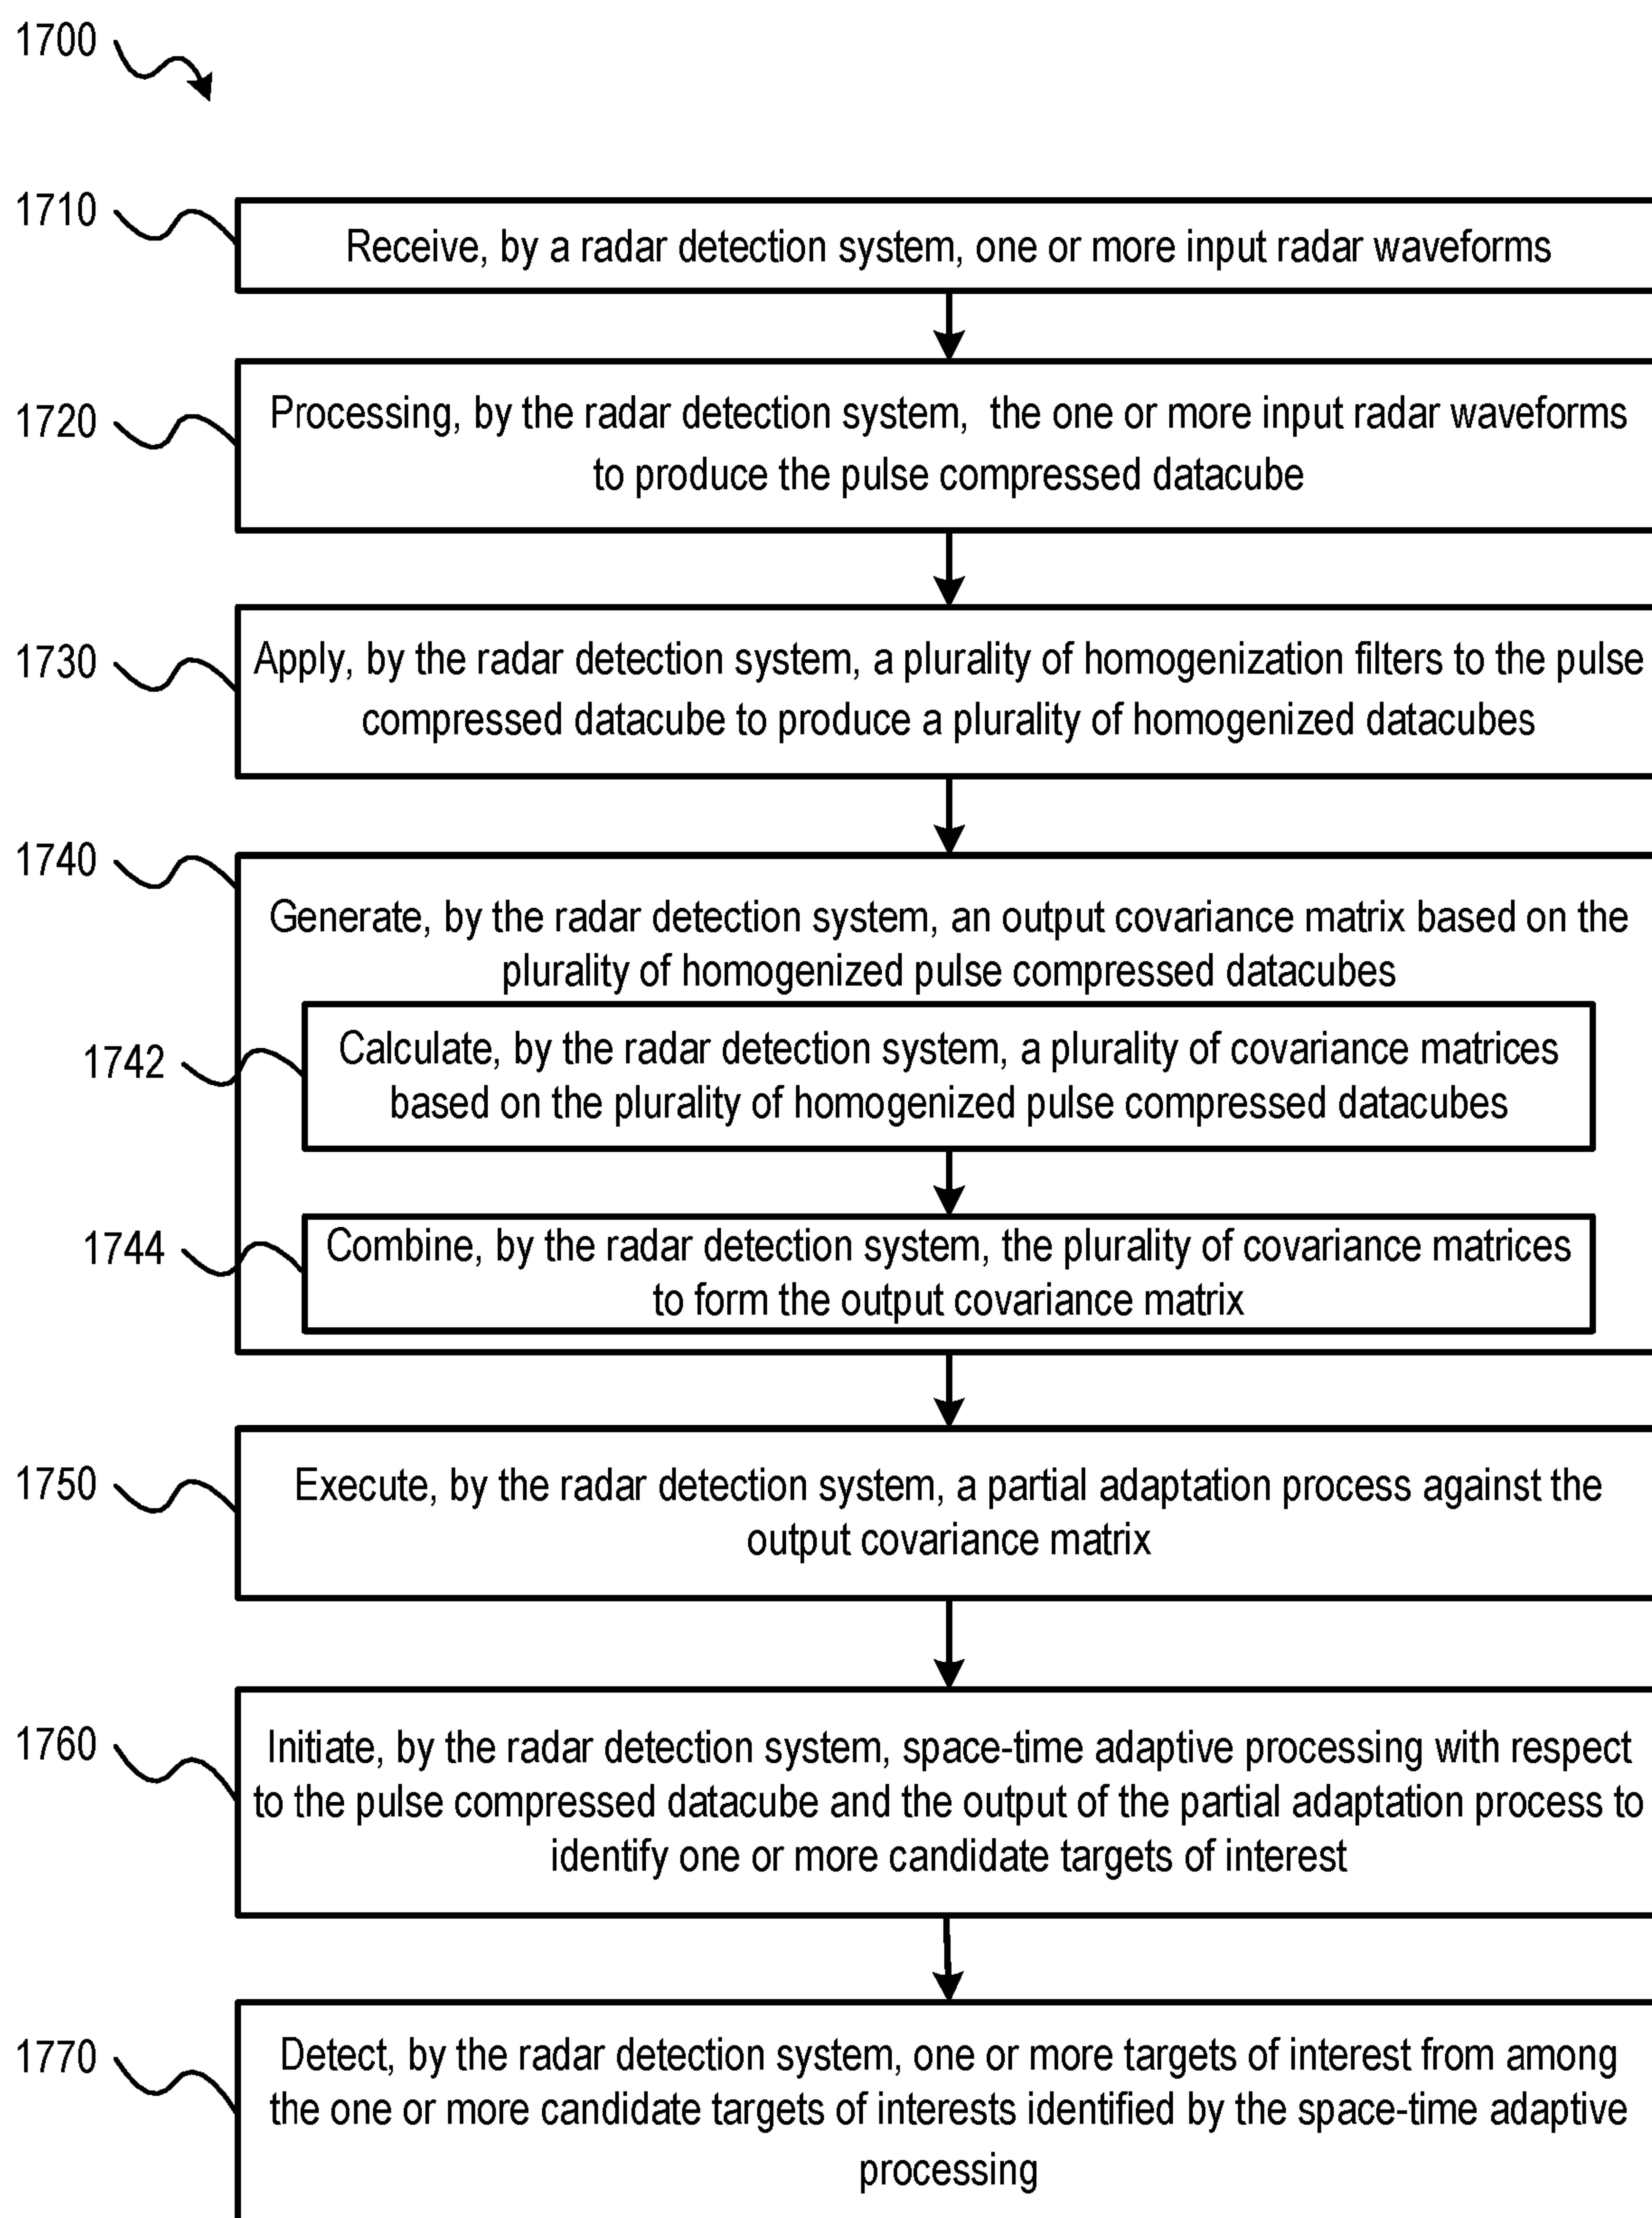 1700
1710
Receive, by a radar detection system, one or more input radar waveforms
1720
Processing, by the radar detection system, the one or more input radar waveforms
to produce the pulse compressed datacube
1730
Apply, by the radar detection system, a plurality of homogenization filters to the pulse
compressed datacube to produce a plurality of homogenized datacubes
1740
Generate, by the radar detection system, an output covariance matrix based on the
plurality of homogenized pulse compressed datacubes
1742
Calculate, by the radar detection system, a plurality of covariance matrices
based on the plurality of homogenized pulse compressed datacubes
1744
Combine, by the radar detection system, the plurality of covariance matrices
to form the output covariance matrix
1750
Execute, by the radar detection system, a partial adaptation process against the
output covariance matrix
1760
Initiate, by the radar detection system, space-time adaptive processing with respect
to the pulse compressed datacube and the output of the partial adaptation process to
identify one or more candidate targets of interest
1770
Detect, by the radar detection system, one or more targets of interest from among
the one or more candidate targets of interests identified by the space-time adaptive
processing